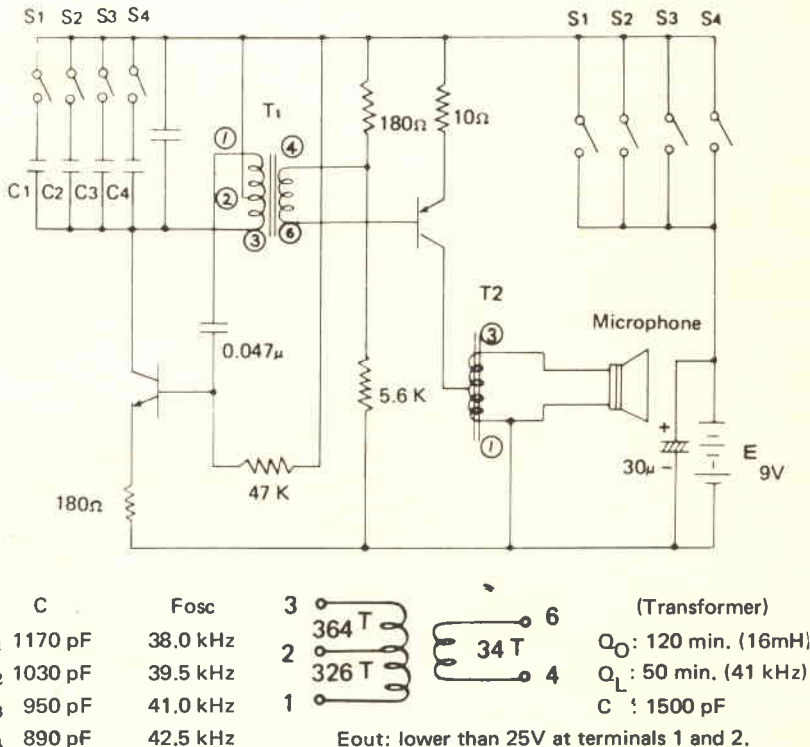 S1 S2 S3 S4
S1 S2 S3 S4
T1
① ④
180Ω 10Ω
C1 C2 C3 C4
②
③ ⑥
T2
Microphone
③
0.047μ
5.6 K
①
+
30μ −
E
9V
47 K
180Ω
C Fosc
1170 pF 38.0 kHz
1030 pF 39.5 kHz
950 pF 41.0 kHz
890 pF 42.5 kHz
3
364 T
2
326 T
1
6
34 T
4
(Transformer)
QO: 120 min. (16mH)
QL: 50 min. (41 kHz)
C : 1500 pF
Eout: lower than 25V at terminals 1 and 2.